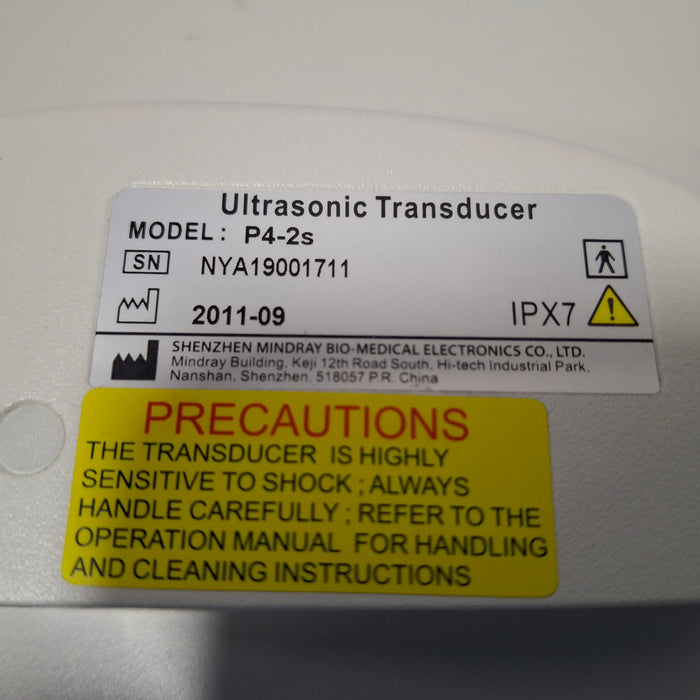 Ultrasonic Transducer
MODEL: P4-2s
SN NYA19001711
2011-09
IPX7
SHENZHEN MINDRAY BIO-MEDICAL ELECTRONICS CO., LTD.
Mindray Building, Keji 12th Road South, Hi-tech Industrial Park,
Nanshan, Shenzhen, 518057 P.R. China
PRECAUTIONS
THE TRANSDUCER IS HIGHLY
SENSITIVE TO SHOCK ; ALWAYS
HANDLE CAREFULLY ; REFER TO THE
OPERATION MANUAL FOR HANDLING
AND CLEANING INSTRUCTIONS